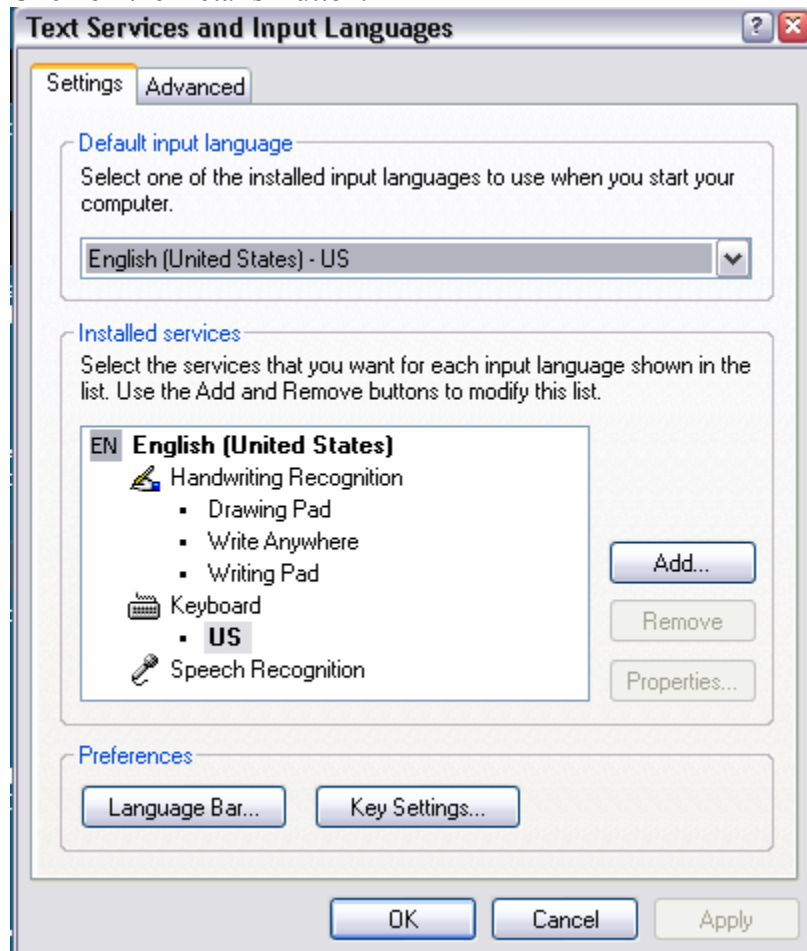 Text Services and Input Languages
Settings
Advanced
Default input language
Select one of the installed input languages to use when you start your
computer.
English (United States) - US
Installed services
Select the services that you want for each input language shown in the
list. Use the Add and Remove buttons to modify this list.
EN English (United States)
Handwriting Recognition
▪ Drawing Pad
▪ Write Anywhere
▪ Writing Pad
Keyboard
▪ US
Speech Recognition
Add...
Remove
Properties...
Preferences
Language Bar...
Key Settings...
OK
Cancel
Apply